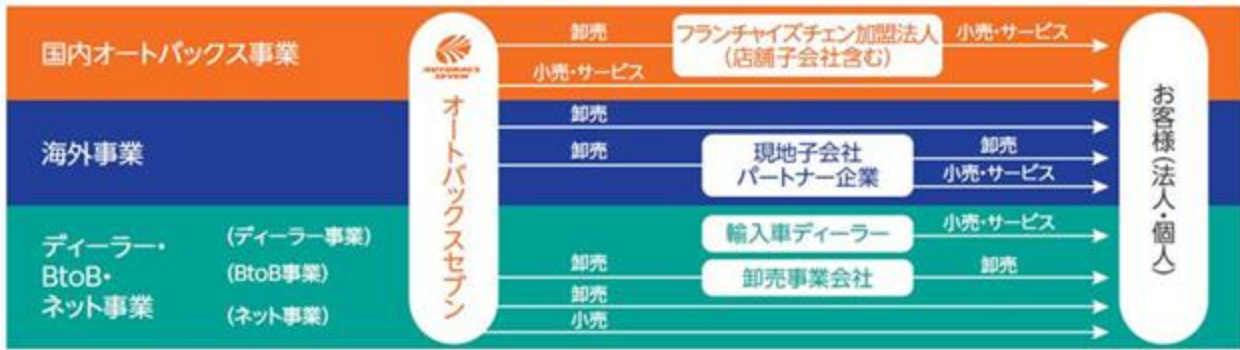 国内オートバックス事業
AUTOBACS
SEVEN
オートバックスセブン
卸売
フランチャイズチェン加盟法人
(店舗子会社含む)
小売・サービス
小売・サービス
お客様(法人・個人)
海外事業
卸売
卸売
現地子会社
パートナー企業
卸売
小売・サービス
ディーラー・
BtoB・
ネット事業
(ディーラー事業)
(BtoB事業)
(ネット事業)
輸入車ディーラー
小売・サービス
卸売
卸売事業会社
卸売
卸売
小売